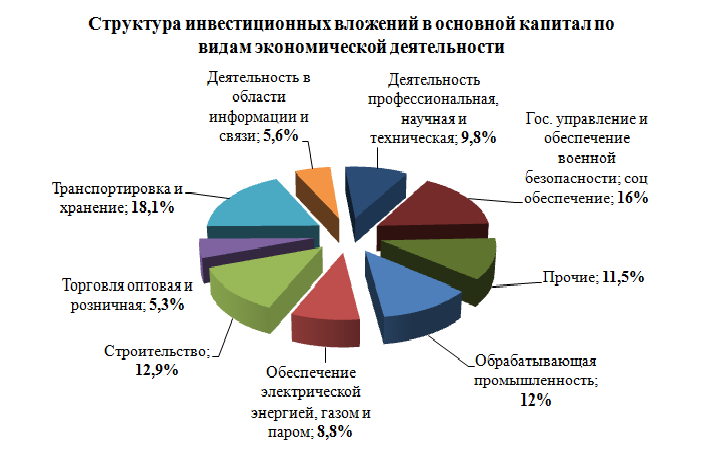 Структура инвестиционных вложений в основной капитал по
видам экономической деятельности
Деятельность в
области
информации и
связи; 5,6%
Деятельность
профессиональная,
научная и
техническая; 9,8%
Гос. управление и
обеспечение
военной
безопасности; соц
обеспечение; 16%
Транспортировка и
хранение; 18,1%
Торговля оптовая и
розничная; 5,3%
Прочие; 11,5%
Строительство;
12,9%
Обеспечение
электрической
энергией, газом и
паром; 8,8%
Обрабатывающая
промышленность;
12%